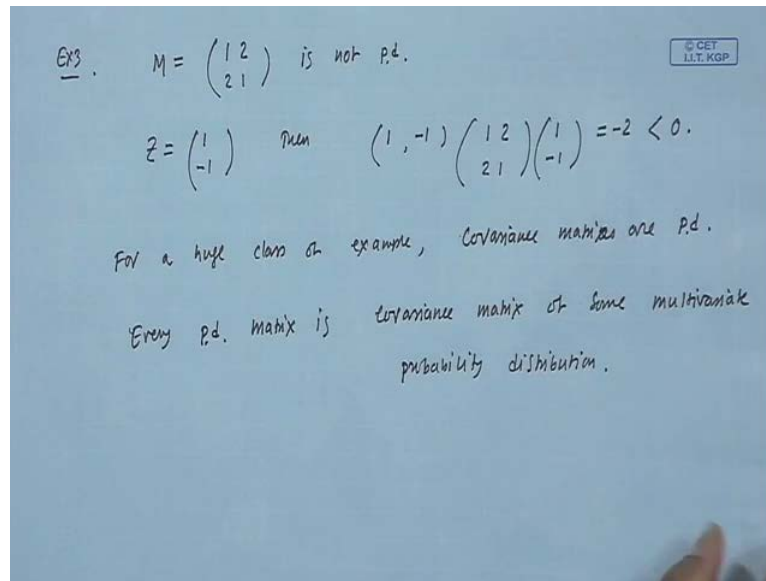 © CET
I.I.T. KGP
Ex3. M = (1 2 ; 2 1) is not p.d.
Z = (1 ; -1) Then (1, -1) (1 2 ; 2 1) (1 ; -1) = -2 < 0.
For a huge class of example, Covariance matrices are P.d.
Every p.d. matrix is covariance matrix of some multivariate
probability distribution.